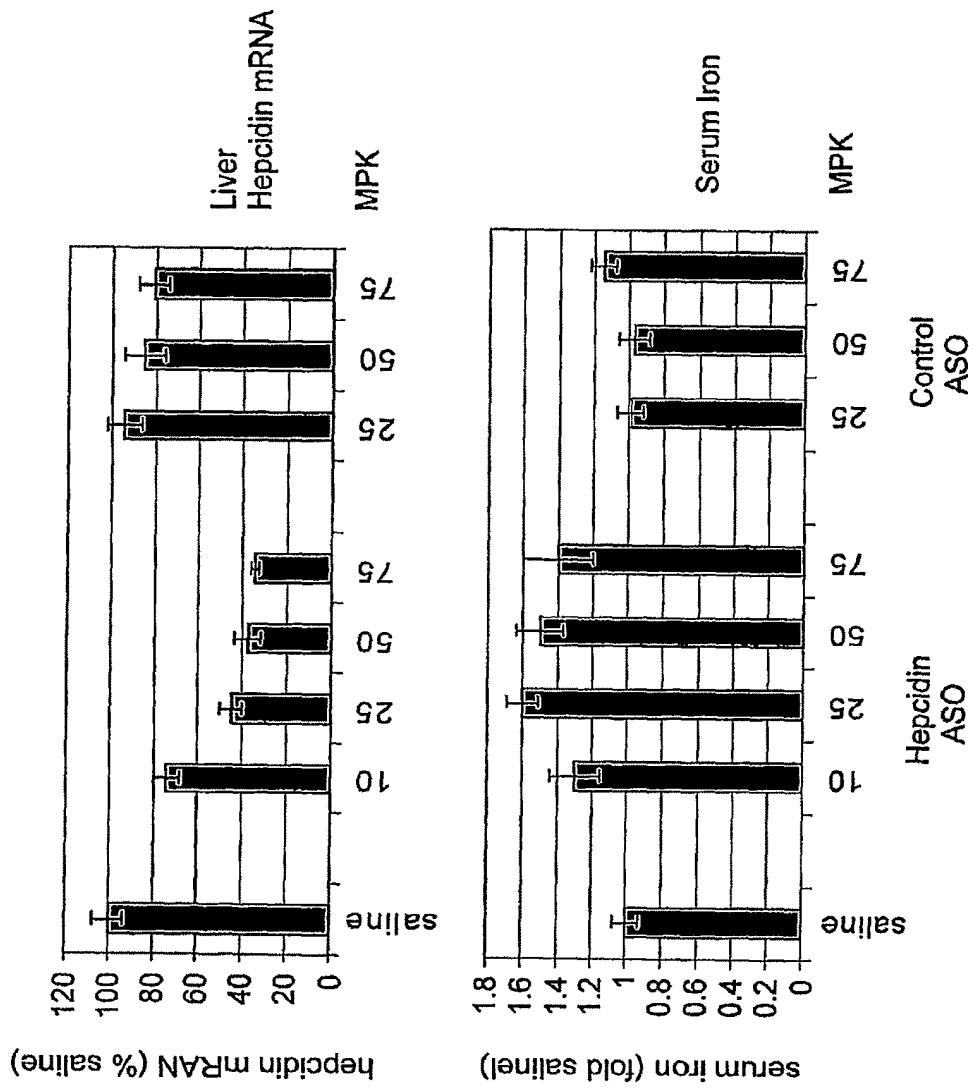 hepcidin mRAN (% saline)
120
100
80
60
40
20
0
saline
10
25
50
75
25
50
75
MPK
Liver
Hepcidin mRNA
serum iron (fold salinel)
1.8
1.6
1.4
1.2
1
0.8
0.6
0.4
0.2
0
saline
10
25
50
75
25
50
75
MPK
Serum Iron
Hepcidin
ASO
Control
ASO